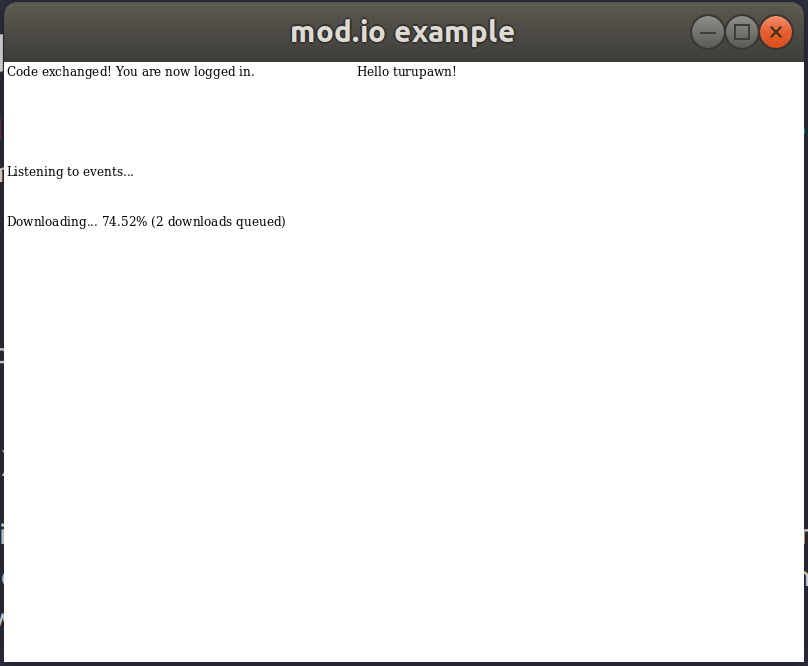 mod.io example
Code exchanged! You are now logged in. Hello turupawn!
Listening to events...
Downloading... 74.52% (2 downloads queued)